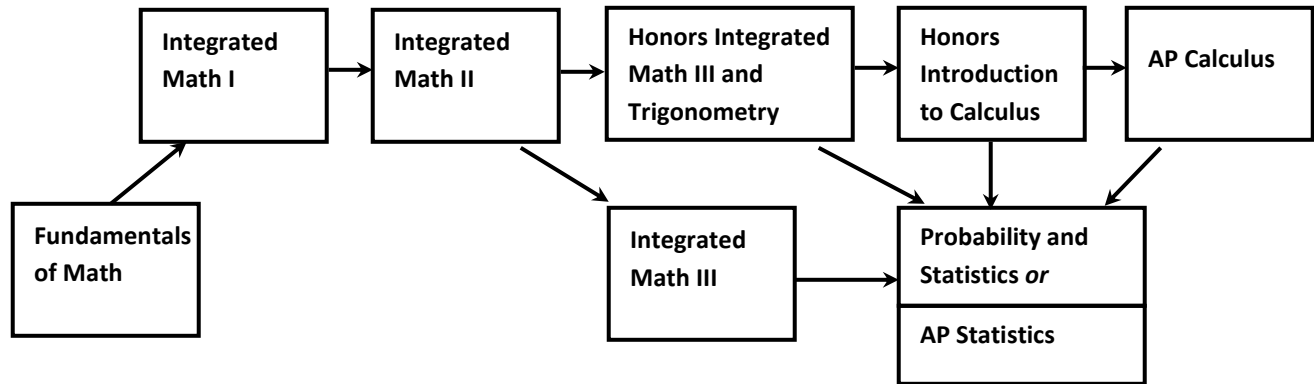 Integrated
Math I
Integrated
Math II
Honors Integrated
Math III and
Trigonometry
Honors
Introduction
to Calculus
AP Calculus
Fundamentals
of Math
Integrated
Math III
Probability and
Statistics or
AP Statistics